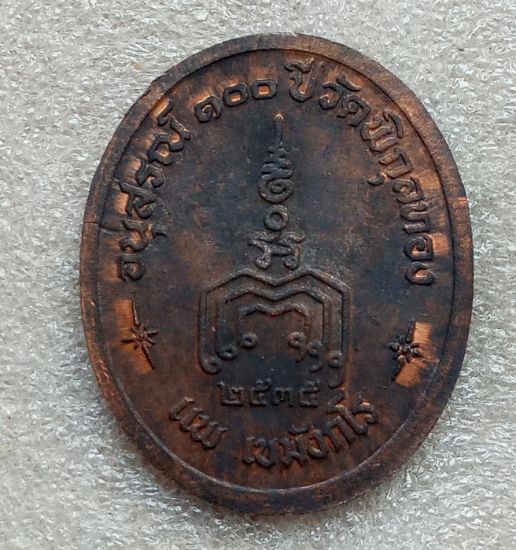 อนุสรณ์ ๑๐๐ ปี วัดพิกุลทอง
๒๕๓๕
แพ เขมังกโร